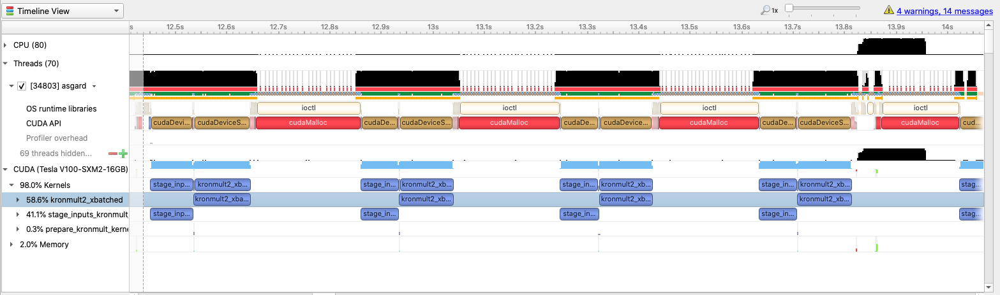 Timeline View 1x 4 warnings, 14 messages
s 12.5s 12.6s 12.7s 12.8s 12.9s 13s 13.1s 13.2s 13.3s 13.4s 13.5s 13.6s 13.7s 13.8s 13.9s 14s
CPU (80)
Threads (70)
[34803] asgard
OS runtime libraries ioctl ioctl ioctl ioctl
CUDA API cudaDevi... cudaDeviceS... cudaMalloc cudaDe... cudaDeviceS... cudaMalloc cudaDe... cudaDevice... cudaMalloc cudaDe... cudaDeviceS... cudaMalloc cud...
Profiler overhead
69 threads hidden...
CUDA (Tesla V100-SXM2-16GB)
98.0% Kernels stage_inp... kronmult2_xb... stage_in... kronmult2_xb... stage_in... kronmult2_xb... stage_in... kronmult2_xb... stag...
58.6% kronmult2_xbatched kronmult2_xba... kronmult2_xb... kronmult2_xb... kronmult2_xb...
41.1% stage_inputs_kronmult stage_inp... stage_in... stage_in... stage_in... stag...
0.3% prepare_kronmult_kerne
2.0% Memory